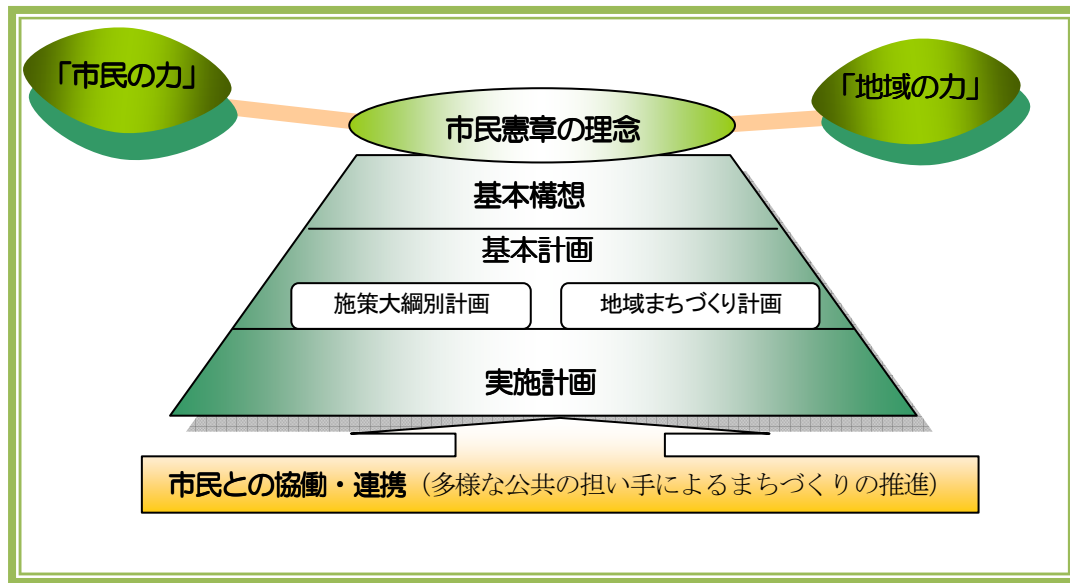 「市民の力」
「地域の力」
市民憲章の理念
基本構想
基本計画
施策大綱別計画
地域まちづくり計画
実施計画
市民との協働・連携（多様な公共の担い手によるまちづくりの推進）